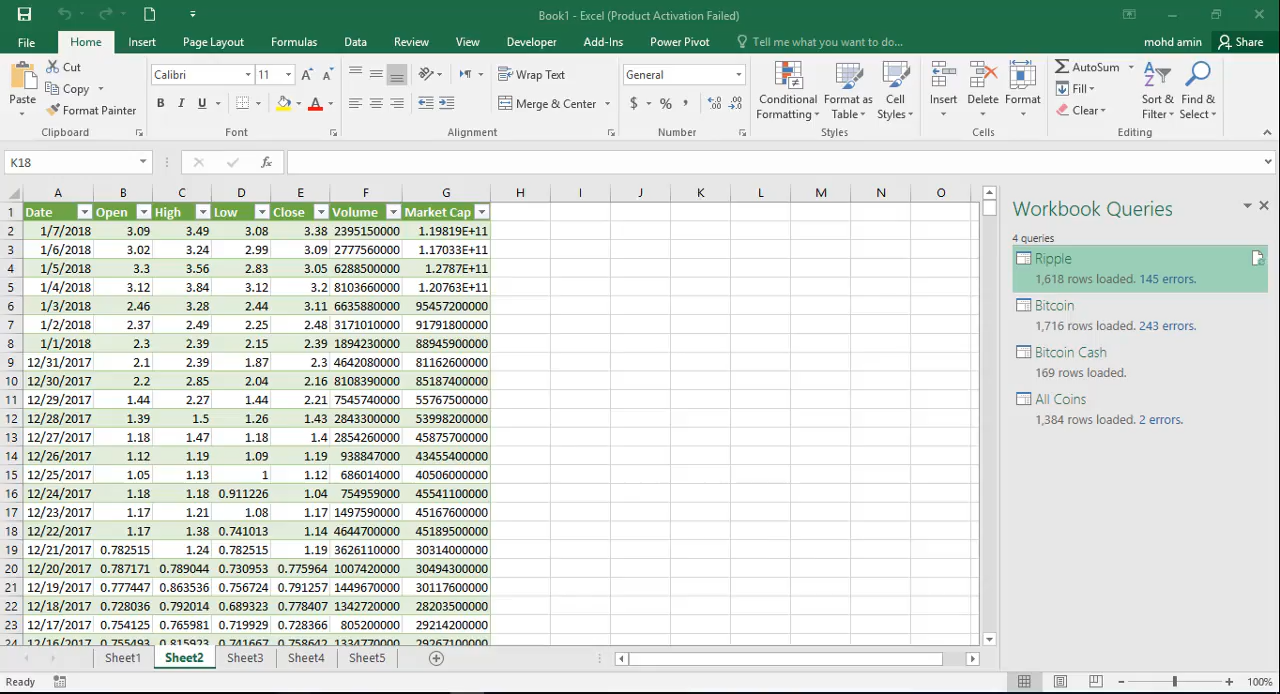 Book1 - Excel (Product Activation Failed)
File Home Insert Page Layout Formulas Data Review View Developer Add-Ins Power Pivot Tell me what you want to do... mohd amin Share
Paste
Cut
Copy
Format Painter
Clipboard
Calibri 11
B I U
Font
Wrap Text
Merge & Center
Alignment
General
$ % ,
Number
Conditional Formatting
Format as Table
Cell Styles
Styles
Insert Delete Format
Cells
AutoSum
Fill
Clear
Sort & Filter
Find & Select
Editing
K18 fx
A B C D E F G H I J K L M N O
1 Date Open High Low Close Volume Market Cap
2 1/7/2018 3.09 3.49 3.08 3.38 2395150000 1.19819E+11
3 1/6/2018 3.02 3.24 2.99 3.09 2777560000 1.17033E+11
4 1/5/2018 3.3 3.56 2.83 3.05 6288500000 1.2787E+11
5 1/4/2018 3.12 3.84 3.12 3.2 8103660000 1.20763E+11
6 1/3/2018 2.46 3.28 2.44 3.11 6635880000 95457200000
7 1/2/2018 2.37 2.49 2.25 2.48 3171010000 91791800000
8 1/1/2018 2.3 2.39 2.15 2.39 1894230000 88945900000
9 12/31/2017 2.1 2.39 1.87 2.3 4642080000 81162600000
10 12/30/2017 2.2 2.85 2.04 2.16 8108390000 85187400000
11 12/29/2017 1.44 2.27 1.44 2.21 7545740000 55767500000
12 12/28/2017 1.39 1.5 1.26 1.43 2843300000 53998200000
13 12/27/2017 1.18 1.47 1.18 1.4 2854260000 45875700000
14 12/26/2017 1.12 1.19 1.09 1.19 938847000 43455400000
15 12/25/2017 1.05 1.13 1 1.12 686014000 40506000000
16 12/24/2017 1.18 1.18 0.911226 1.04 754959000 45541100000
17 12/23/2017 1.17 1.21 1.08 1.17 1497590000 45167600000
18 12/22/2017 1.17 1.38 0.741013 1.14 4644700000 45189500000
19 12/21/2017 0.782515 1.24 0.782515 1.19 3626110000 30314000000
20 12/20/2017 0.787171 0.789044 0.730953 0.775964 1007420000 30494300000
21 12/19/2017 0.777447 0.863536 0.756724 0.791257 1449670000 30117600000
22 12/18/2017 0.728036 0.792014 0.689323 0.778407 1342720000 28203500000
23 12/17/2017 0.754125 0.765981 0.719929 0.728366 805200000 29214200000
24 12/16/2017 0.755493 0.815923 0.741667 0.758642 1334770000 29267100000
Workbook Queries
4 queries
Ripple
1,618 rows loaded. 145 errors.
Bitcoin
1,716 rows loaded. 243 errors.
Bitcoin Cash
169 rows loaded.
All Coins
1,384 rows loaded. 2 errors.
Sheet1 Sheet2 Sheet3 Sheet4 Sheet5
Ready 100%